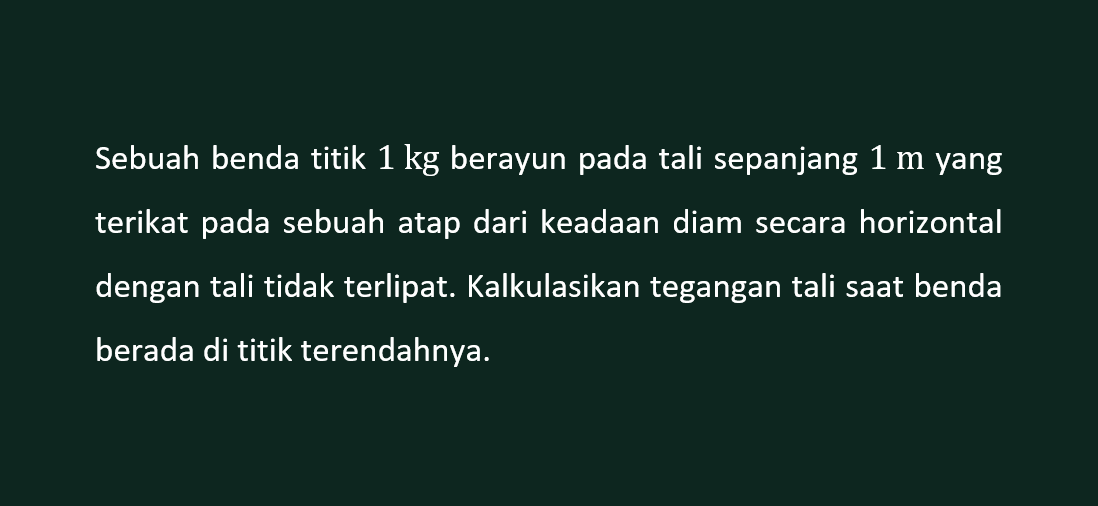 Sebuah benda titik 1 kg berayun pada tali sepanjang 1 m yang
terikat pada sebuah atap dari keadaan diam secara horizontal
dengan tali tidak terlipat. Kalkulasikan tegangan tali saat benda
berada di titik terendahnya.